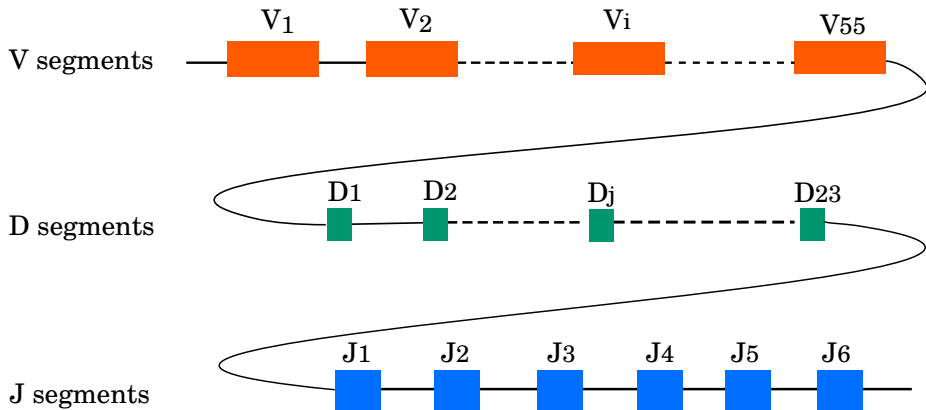 V1 V2 Vi V55
V segments
D1 D2 Dj D23
D segments
J1 J2 J3 J4 J5 J6
J segments